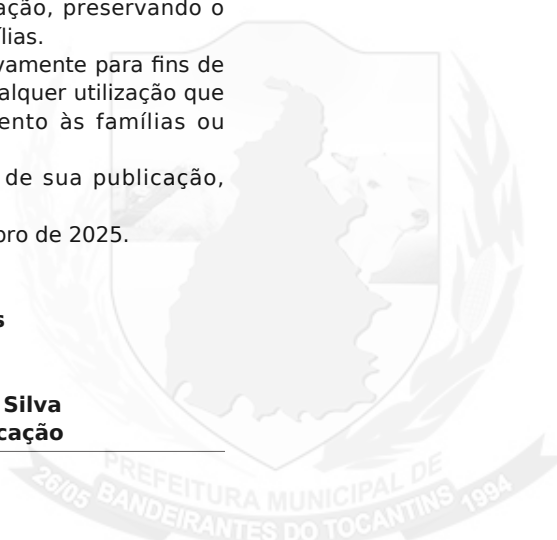 ação, preservando o
lias.
vamente para fins de
alquer utilização que
ento às famílias ou
de sua publicação,
bro de 2025.
s
Silva
cação
PREFEITURA MUNICIPAL DE
26/05 BANDEIRANTES DO TOCANTINS 1994